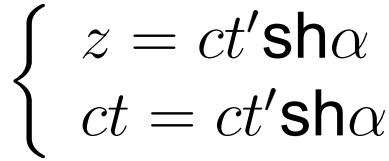 z = ct′shα
ct = ct′shα